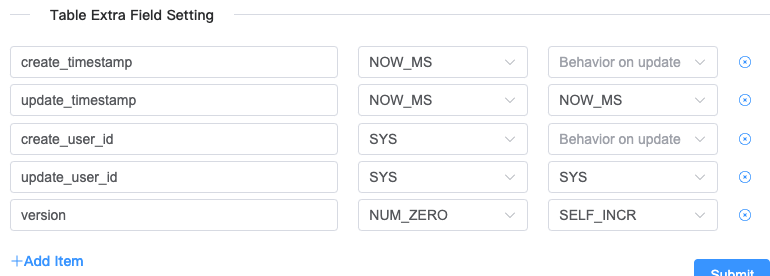 Table Extra Field Setting
create_timestamp NOW_MS Behavior on update
update_timestamp NOW_MS NOW_MS
create_user_id SYS Behavior on update
update_user_id SYS SYS
version NUM_ZERO SELF_INCR
+Add Item
Submit